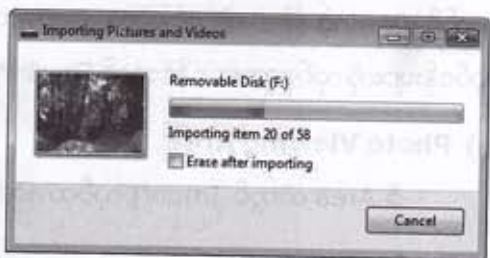 Importing Pictures and Videos
Removable Disk (F:)
Importing item 20 of 58
Erase after importing
Cancel